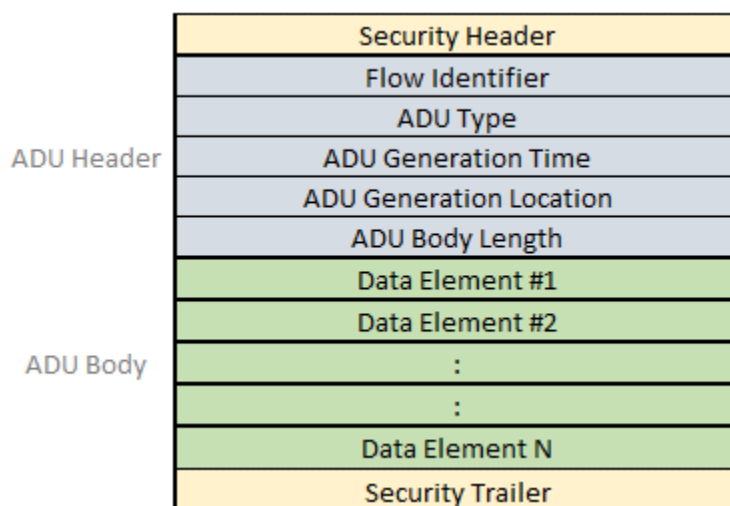 Security Header
Flow Identifier
ADU Type
ADU Header
ADU Generation Time
ADU Generation Location
ADU Body Length
Data Element #1
Data Element #2
ADU Body
:
:
Data Element N
Security Trailer